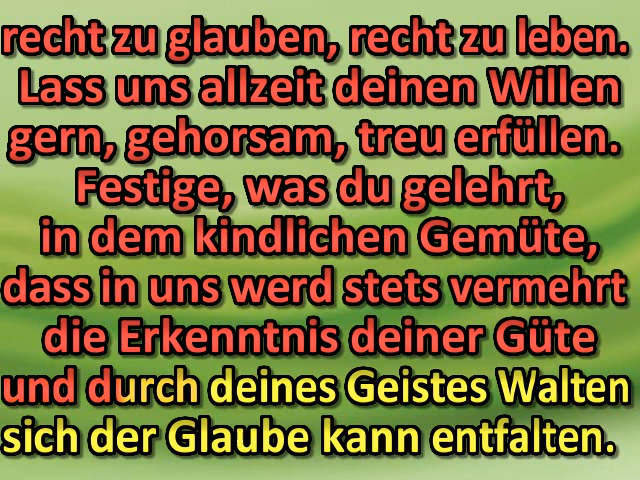 recht zu glauben, recht zu leben.
Lass uns allzeit deinen Willen
gern, gehorsam, treu erfüllen.
Festige, was du gelehrt,
in dem kindlichen Gemüte,
dass in uns werd stets vermehrt
die Erkenntnis deiner Güte
und durch deines Geistes Walten
sich der Glaube kann entfalten.